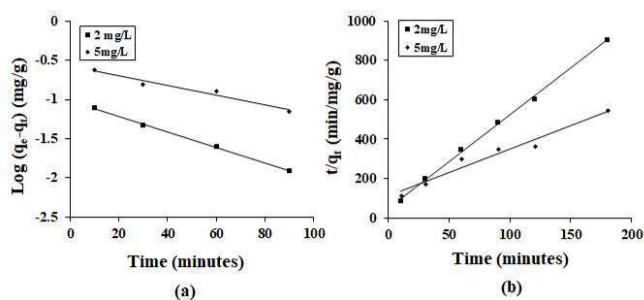 -0
-0.5
-1
-1.5
-2
-2.5
2 mg/L
5mg/L
Log (qe-qt) (mg/g)
0 20 40 60 80 100
Time (minutes)
(a)
1000
800
600
400
200
0
2mg/L
5mg/L
t/qt (min/mg/g)
0 50 100 150 200
Time (minutes)
(b)